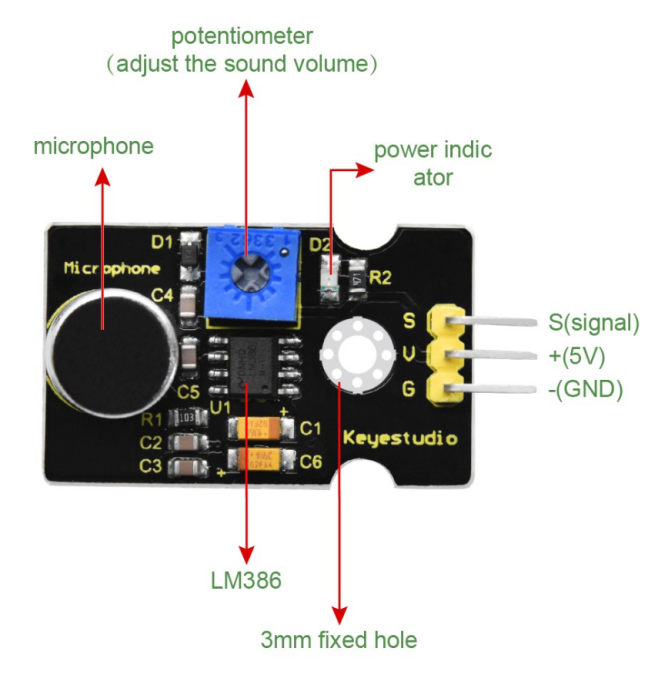 potentiometer
（adjust the sound volume）
microphone
power indic
ator
D1
D2
Microphone
R2
C4
S
S(signal)
V
+(5V)
G
-(GND)
C5
U1
R1
103
+
C1
C2
Keyestudio
C3
+
C6
LM386
3mm fixed hole